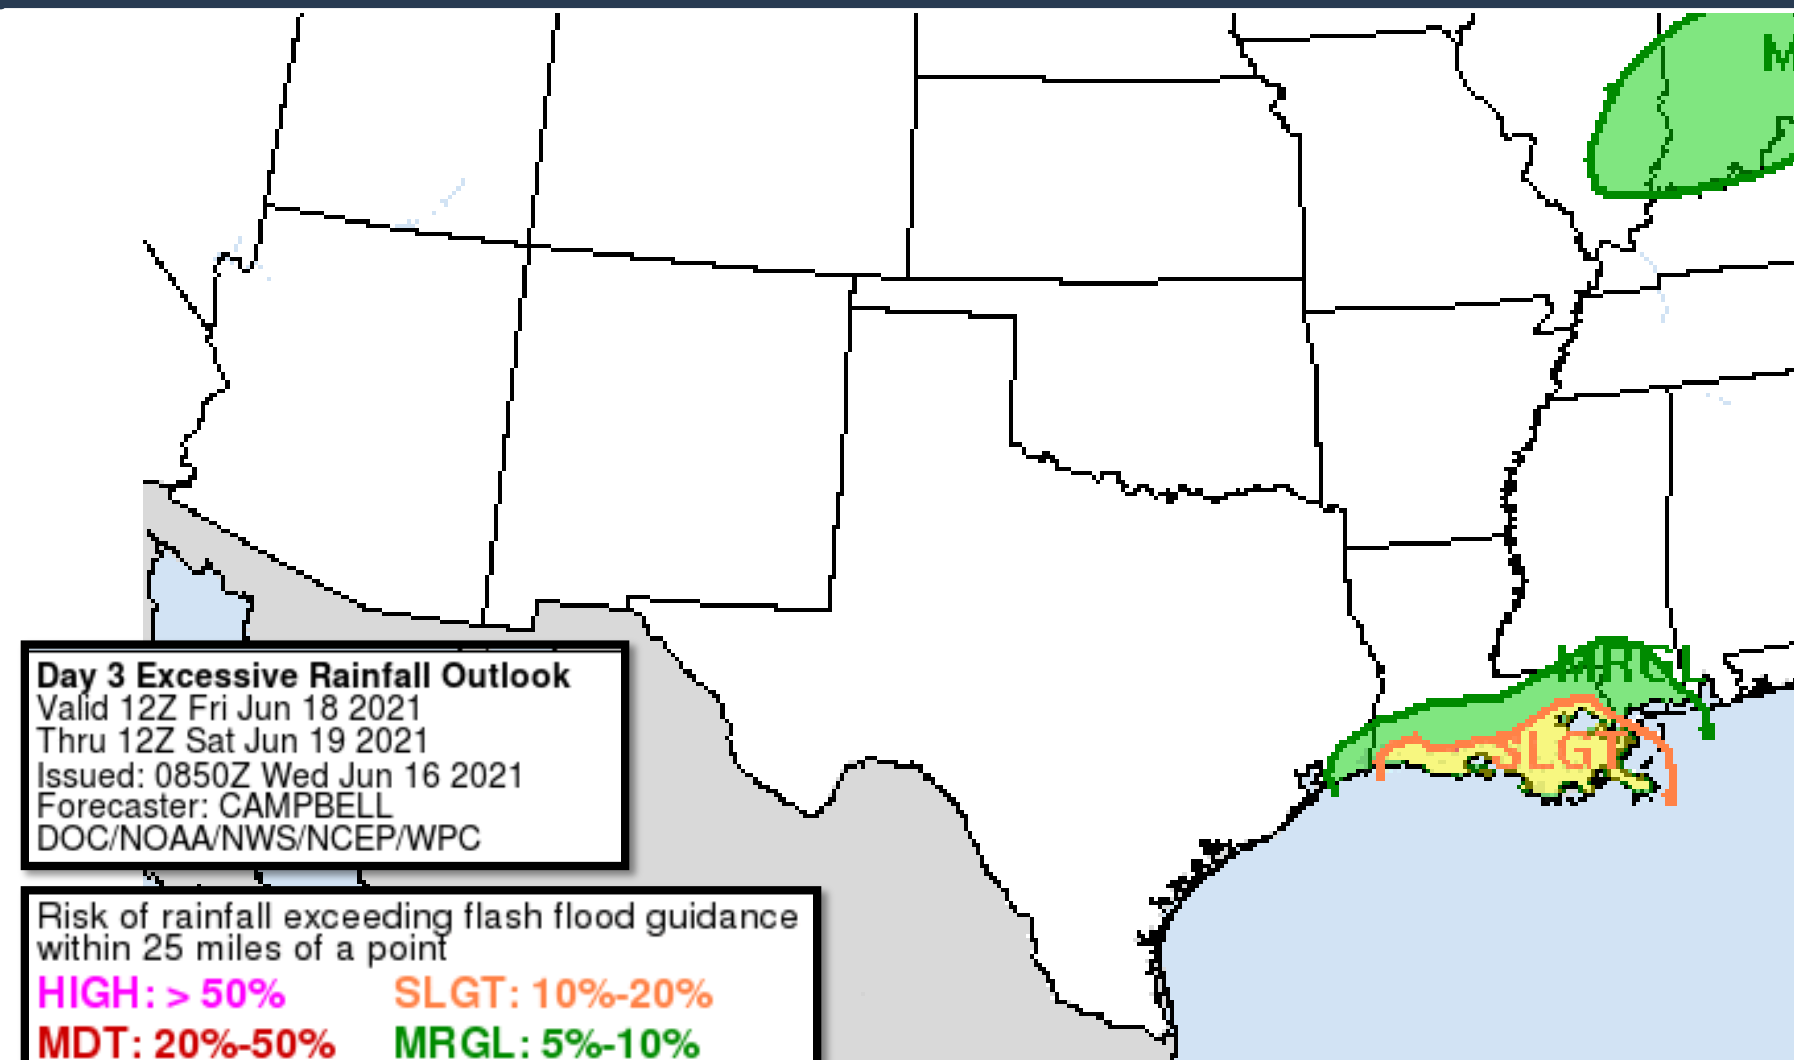 M
MRGL
SLGT
Day 3 Excessive Rainfall Outlook
Valid 12Z Fri Jun 18 2021
Thru 12Z Sat Jun 19 2021
Issued: 0850Z Wed Jun 16 2021
Forecaster: CAMPBELL
DOC/NOAA/NWS/NCEP/WPC
Risk of rainfall exceeding flash flood guidance
within 25 miles of a point
HIGH: > 50% SLGT: 10%-20%
MDT: 20%-50% MRGL: 5%-10%